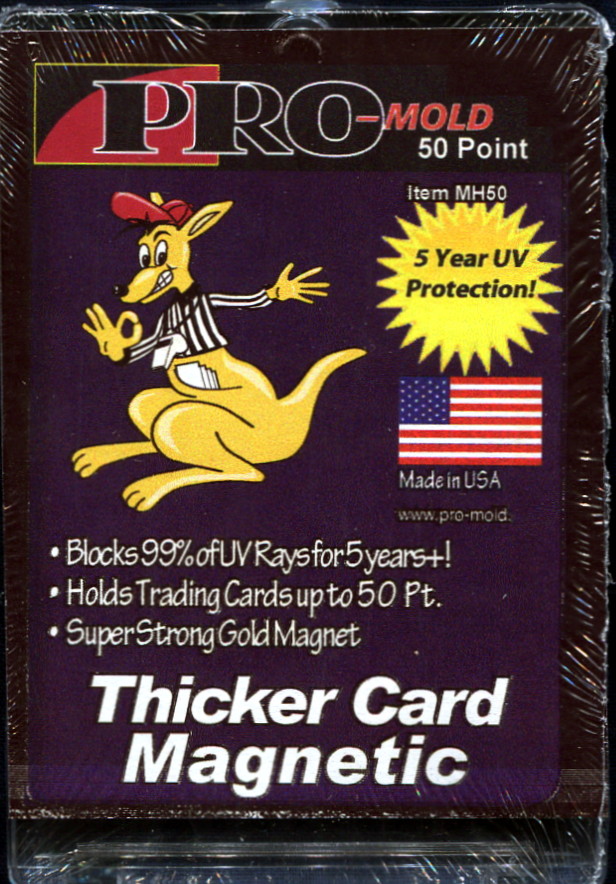 PRO-MOLD
50 Point
Item MH50
5 Year UV
Protection!
Made in USA
www.pro-mold.
• Blocks 99% of UV Rays for 5 years+!
• Holds Trading Cards up to 50 Pt.
• Super Strong Gold Magnet
Thicker Card
Magnetic